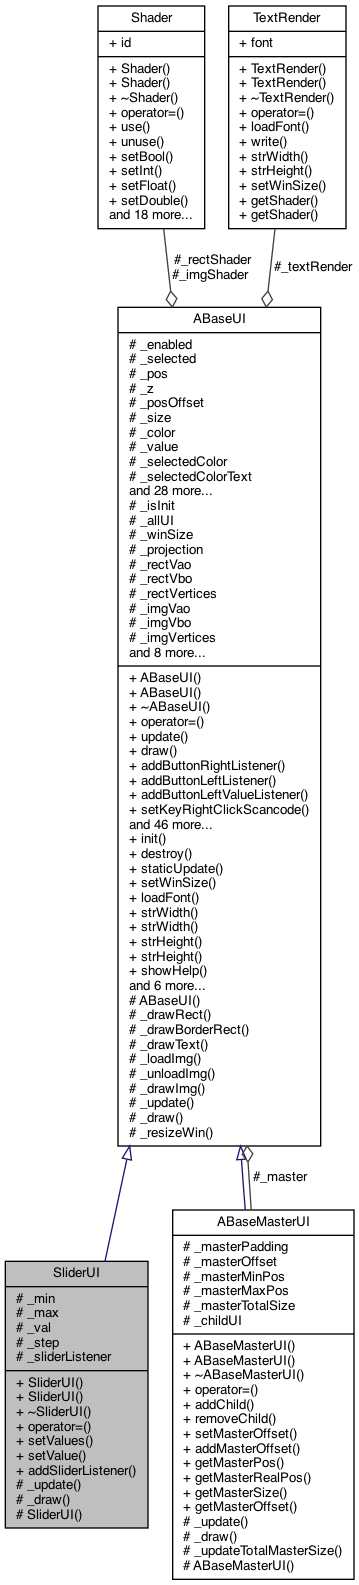 Shader
+ id
+ Shader()
+ Shader()
+ ~Shader()
+ operator=()
+ use()
+ unuse()
+ setBool()
+ setInt()
+ setFloat()
+ setDouble()
and 18 more...
TextRender
+ font
+ TextRender()
+ TextRender()
+ ~TextRender()
+ operator=()
+ loadFont()
+ write()
+ strWidth()
+ strHeight()
+ setWinSize()
+ getShader()
+ getShader()
#_rectShader
#_imgShader
#_textRender
ABaseUI
# _enabled
# _selected
# _pos
# _z
# _posOffset
# _size
# _color
# _value
# _selectedColor
# _selectedColorText
and 28 more...
# _isInit
# _allUI
# _winSize
# _projection
# _rectVao
# _rectVbo
# _rectVertices
# _imgVao
# _imgVbo
# _imgVertices
and 8 more...
+ ABaseUI()
+ ABaseUI()
+ ~ABaseUI()
+ operator=()
+ update()
+ draw()
+ addButtonRightListener()
+ addButtonLeftListener()
+ addButtonLeftValueListener()
+ setKeyRightClickScancode()
and 46 more...
+ init()
+ destroy()
+ staticUpdate()
+ setWinSize()
+ loadFont()
+ strWidth()
+ strWidth()
+ strHeight()
+ strHeight()
+ showHelp()
and 6 more...
# ABaseUI()
# _drawRect()
# _drawBorderRect()
# _drawText()
# _loadImg()
# _unloadImg()
# _drawImg()
# _update()
# _draw()
# _resizeWin()
#_master
SliderUI
# _min
# _max
# _val
# _step
# _sliderListener
+ SliderUI()
+ SliderUI()
+ ~SliderUI()
+ operator=()
+ setValues()
+ setValue()
+ addSliderListener()
# _update()
# _draw()
# SliderUI()
ABaseMasterUI
# _masterPadding
# _masterOffset
# _masterMinPos
# _masterMaxPos
# _masterTotalSize
# _childUI
+ ABaseMasterUI()
+ ABaseMasterUI()
+ ~ABaseMasterUI()
+ operator=()
+ addChild()
+ removeChild()
+ setMasterOffset()
+ addMasterOffset()
+ getMasterPos()
+ getMasterRealPos()
+ getMasterSize()
+ getMasterOffset()
# _update()
# _draw()
# _updateTotalMasterSize()
# ABaseMasterUI()